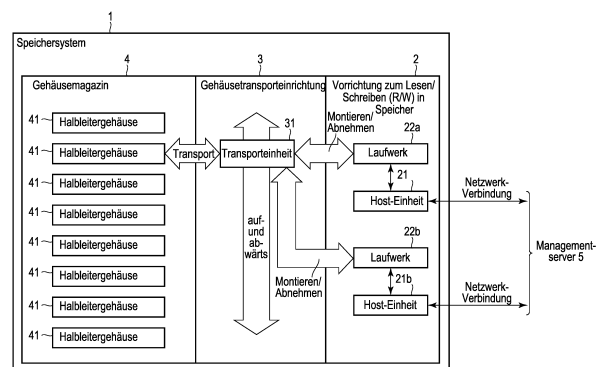 1
Speichersystem
4
3
2
Gehäusemagazin
Gehäusetransporteinrichtung
Vorrichtung zum Lesen/
Schreiben (R/W) in
Speicher
41
Halbleitergehäuse
41
Halbleitergehäuse
41
Halbleitergehäuse
41
Halbleitergehäuse
41
Halbleitergehäuse
41
Halbleitergehäuse
41
Halbleitergehäuse
41
Halbleitergehäuse
Transport
31
Transporteinheit
auf-
und
ab-
wärts
Montieren/
Abnehmen
Montieren/
Abnehmen
22a
Laufwerk
21
Host-Einheit
22b
Laufwerk
21b
Host-Einheit
Netzwerk-
Verbindung
Netzwerk-
Verbindung
Management-
server 5